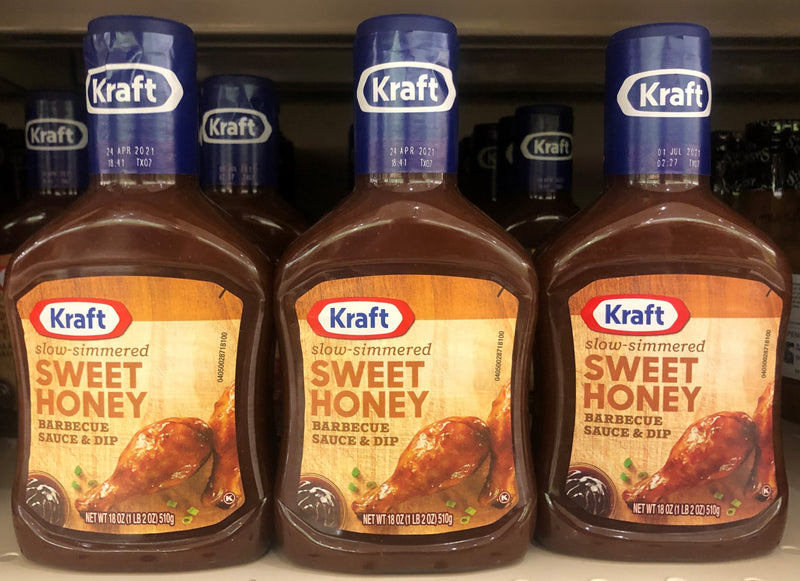 Kraft
24 APR 2021
18:41 TX07
Kraft
slow-simmered
SWEET
HONEY
BARBECUE
SAUCE & DIP
04050028718100
NET WT 18 OZ (1 LB 2 OZ) 510g
K
Kraft
24 APR 2021
18:41 TX07
Kraft
slow-simmered
SWEET
HONEY
BARBECUE
SAUCE & DIP
04050028718100
NET WT 18 OZ (1 LB 2 OZ) 510g
K
Kraft
01 JUL 2021
02:27 TX07
Kraft
slow-simmered
SWEET
HONEY
BARBECUE
SAUCE & DIP
04050028718100
NET WT 18 OZ (1 LB 2 OZ) 510g
K
Kraft
Kraft
Kraft